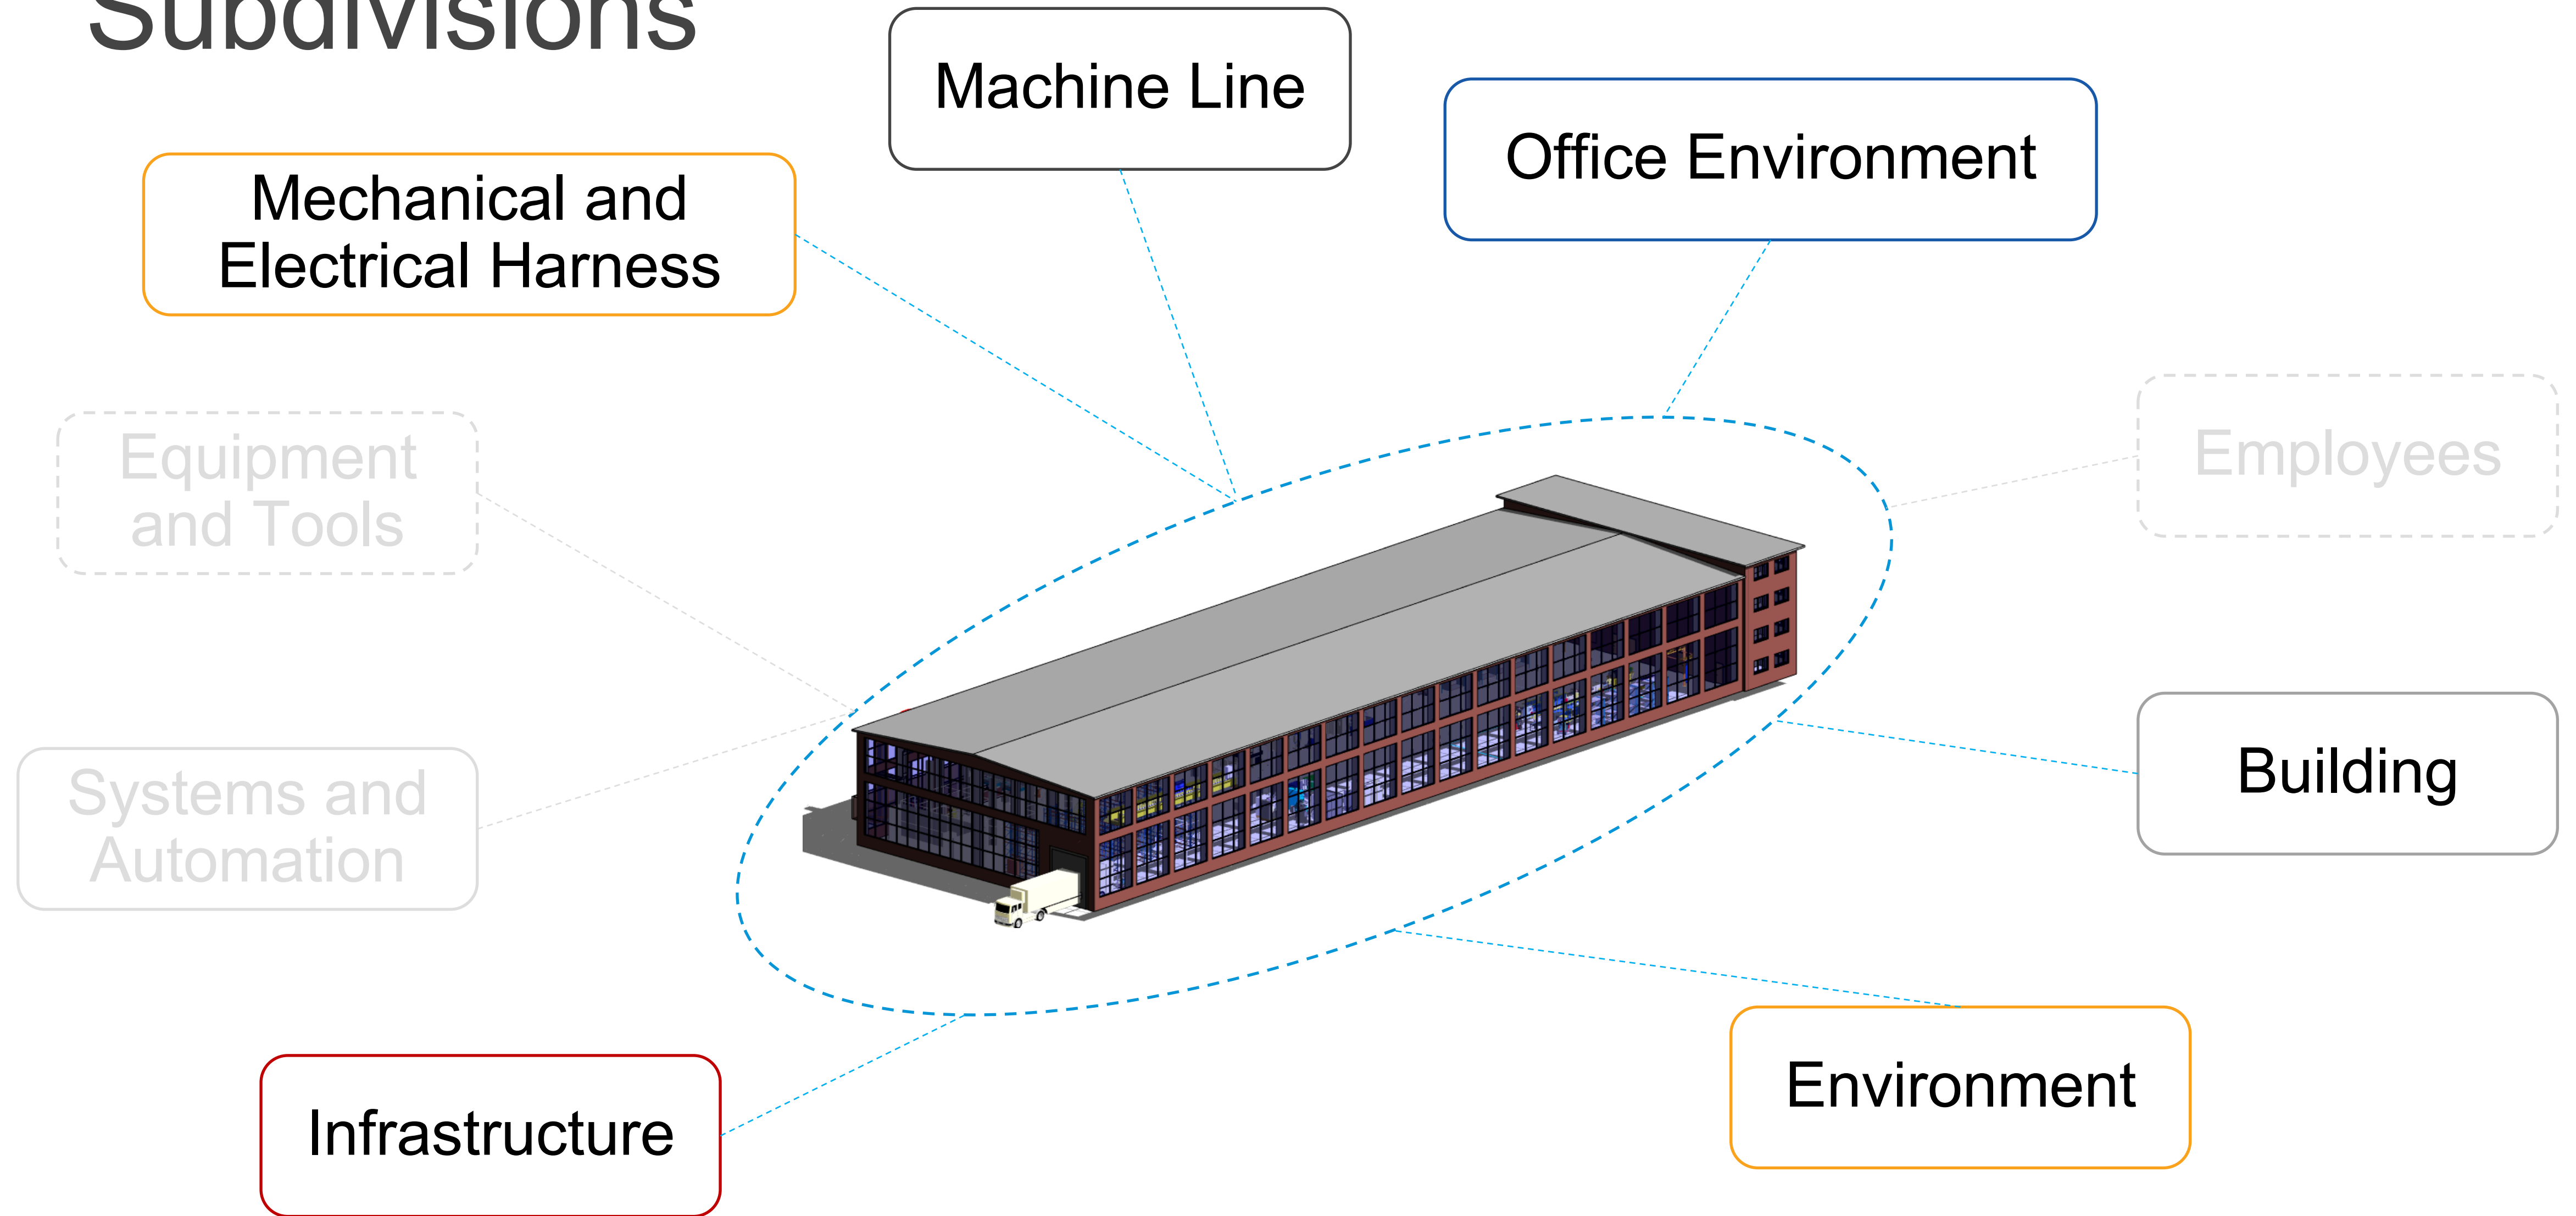 Subdivisions
Machine Line
Office Environment
Mechanical and
Electrical Harness
Equipment
and Tools
Employees
Systems and
Automation
Building
Environment
Infrastructure